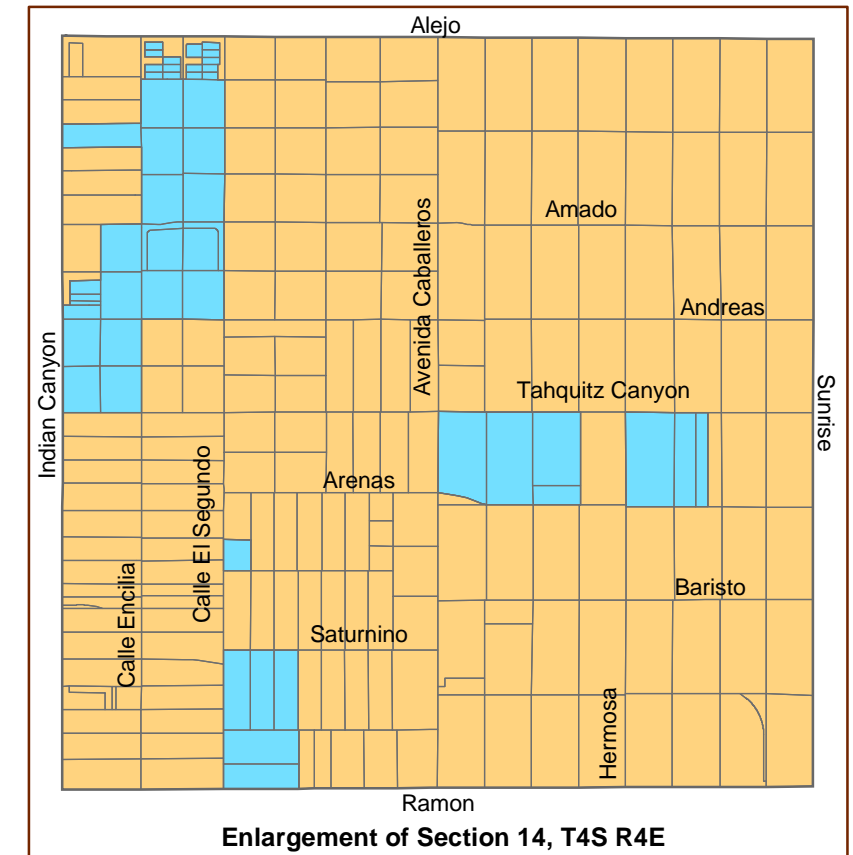 Alejo
Amado
Avenida Caballeros
Andreas
Indian Canyon
Tahquitz Canyon
Sunrise
Arenas
Calle El Segundo
Calle Encilia
Baristo
Saturnino
Hermosa
Ramon
Enlargement of Section 14, T4S R4E